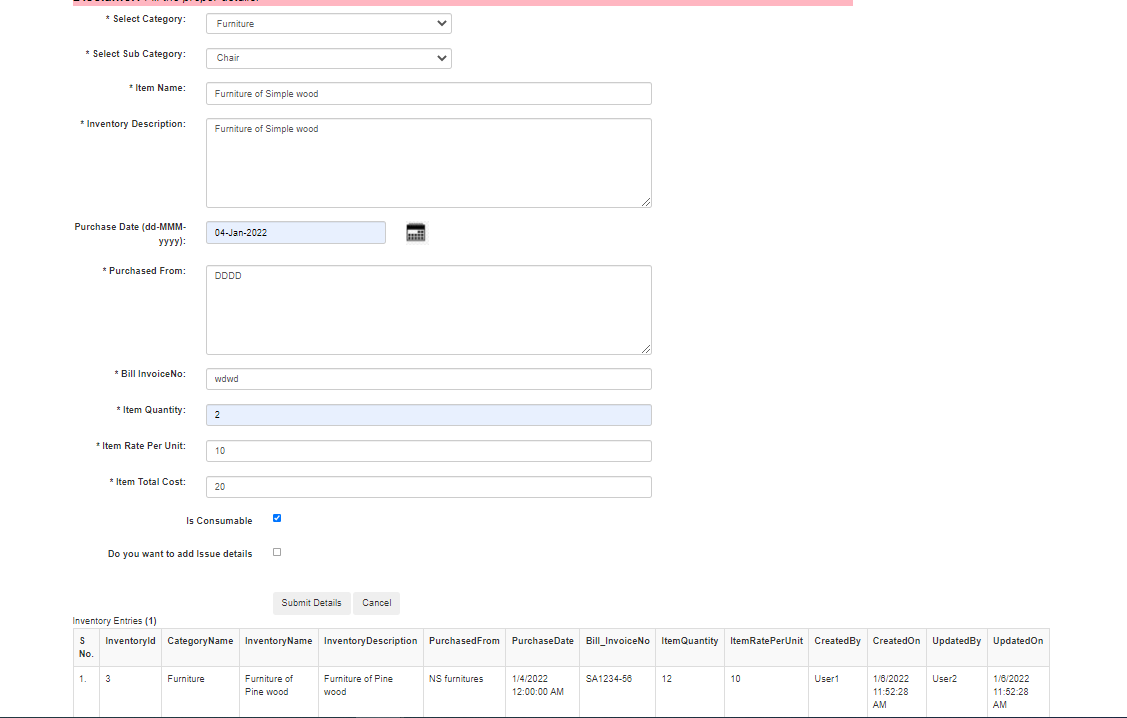 * Select Category:
Furniture
* Select Sub Category:
Chair
* Item Name:
Furniture of Simple wood
* Inventory Description:
Furniture of Simple wood
Purchase Date (dd-MMM-
yyyy):
04-Jan-2022
* Purchased From:
DDDD
* Bill InvoiceNo:
wdwd
* Item Quantity:
2
* Item Rate Per Unit:
10
* Item Total Cost:
20
Is Consumable
Do you want to add Issue details
Submit Details Cancel
Inventory Entries (1)
S InventoryId CategoryName InventoryName InventoryDescription PurchasedFrom PurchaseDate Bill_InvoiceNo ItemQuantity ItemRatePerUnit CreatedBy CreatedOn UpdatedBy UpdatedOn
No.
1. 3 Furniture Furniture of Furniture of Pine NS furnitures 1/4/2022 SA1234-56 12 10 User1 1/6/2022 User2 1/6/2022
Pine wood wood 12:00:00 AM 11:52:28 11:52:28
AM AM